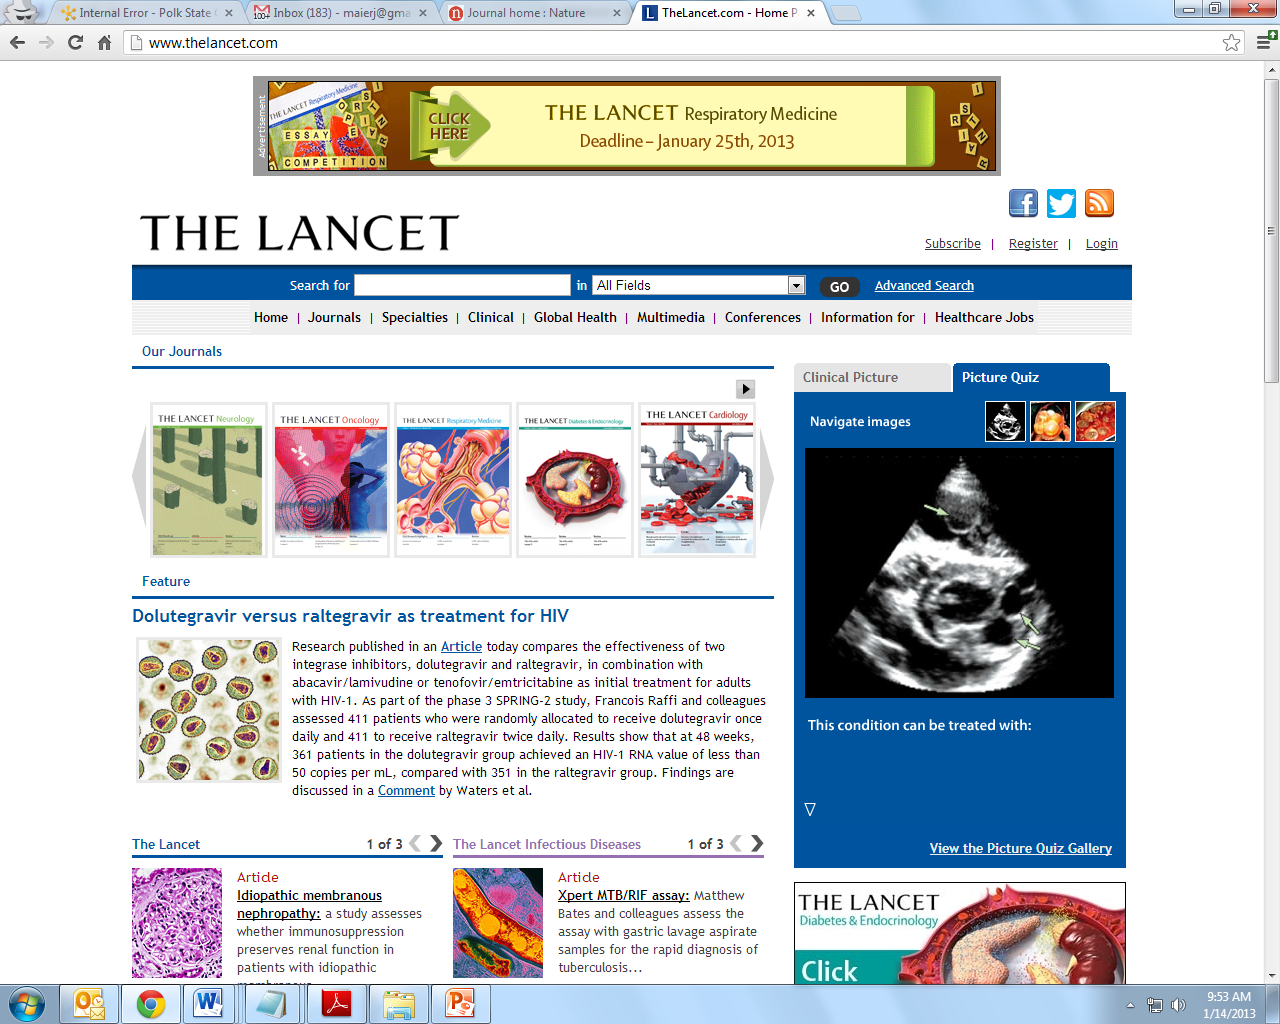 Internal Error - Polk State
Inbox (183) - maierj@gma
Journal home : Nature
TheLancet.com - Home P
www.thelancet.com
Advertisement
THE LANCET Respiratory Medicine
ESSAY
COMPETITION
CLICK
HERE
THE LANCET Respiratory Medicine
Deadline – January 25th, 2013
THE LANCET
Subscribe | Register | Login
Search for in All Fields GO Advanced Search
Home | Journals | Specialties | Clinical | Global Health | Multimedia | Conferences | Information for | Healthcare Jobs
Our Journals
THE LANCET Neurology
THE LANCET Oncology
THE LANCET Respiratory Medicine
THE LANCET Diabetes & Endocrinology
THE LANCET Cardiology
Clinical Picture
Picture Quiz
Navigate images
This condition can be treated with:
View the Picture Quiz Gallery
Feature
Dolutegravir versus raltegravir as treatment for HIV
Research published in an Article today compares the effectiveness of two
integrase inhibitors, dolutegravir and raltegravir, in combination with
abacavir/lamivudine or tenofovir/emtricitabine as initial treatment for adults
with HIV-1. As part of the phase 3 SPRING-2 study, Francois Raffi and colleagues
assessed 411 patients who were randomly allocated to receive dolutegravir once
daily and 411 to receive raltegravir twice daily. Results show that at 48 weeks,
361 patients in the dolutegravir group achieved an HIV-1 RNA value of less than
50 copies per mL, compared with 351 in the raltegravir group. Findings are
discussed in a Comment by Waters et al.
The Lancet 1 of 3
Article
Idiopathic membranous
nephropathy: a study assesses
whether immunosuppression
preserves renal function in
patients with idiopathic
The Lancet Infectious Diseases 1 of 3
Article
Xpert MTB/RIF assay: Matthew
Bates and colleagues assess the
assay with gastric lavage aspirate
samples for the rapid diagnosis of
tuberculosis...
THE LANCET
Diabetes & Endocrinology
Click
9:53 AM
1/14/2013